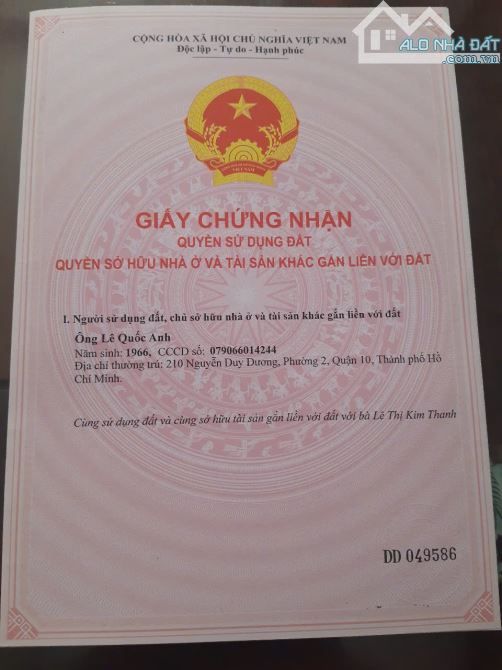 CỘNG HÒA XÃ HỘI CHỦ NGHĨA VIỆT NAM
Độc lập - Tự do - Hạnh phúc
ALO NHÀ ĐẤT
.com.vn
VIỆT NAM
GIẤY CHỨNG NHẬN
QUYỀN SỬ DỤNG ĐẤT
QUYỀN SỞ HỮU NHÀ Ở VÀ TÀI SẢN KHÁC GẮN LIỀN VỚI ĐẤT
I. Người sử dụng đất, chủ sở hữu nhà ở và tài sản khác gắn liền với đất
Ông Lê Quốc Anh
Năm sinh: 1966, CCCD số: 079066014244
Địa chỉ thường trú: 210 Nguyễn Duy Dương, Phường 2, Quận 10, Thành phố Hồ
Chí Minh.
Cùng sử dụng đất và cùng sở hữu tài sản gắn liền với đất với bà Lê Thị Kim Thanh
DD 049586